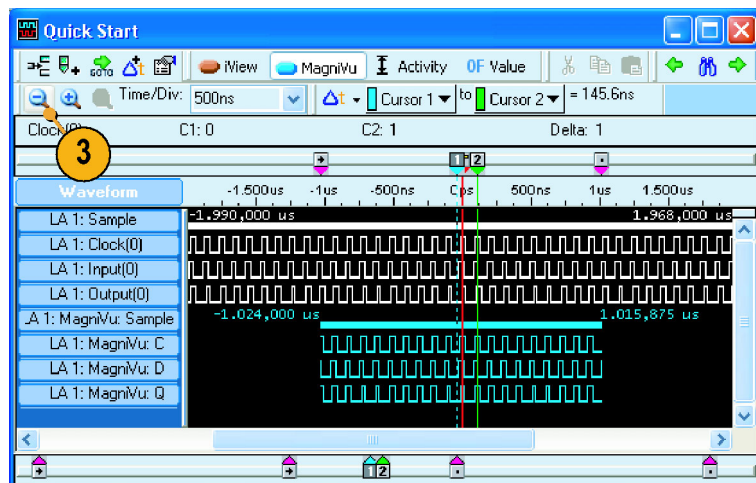 Quick Start
iView MagniVu Activity 0F Value
Time/Div: 500ns Δt Cursor 1 to Cursor 2 = 145.6ns
C1: 0 C2: 1 Delta: 1
3
1 2
Waveform -1.500us -1us -500ns 0ps 500ns 1us 1.500us
LA 1: Sample -1.990,000 us 1.968,000 us
LA 1: Clock(0)
LA 1: Input(0)
LA 1: Output(0)
LA 1: MagniVu: Sample -1.024,000 us 1.015,875 us
LA 1: MagniVu: C
LA 1: MagniVu: D
LA 1: MagniVu: Q
1 2